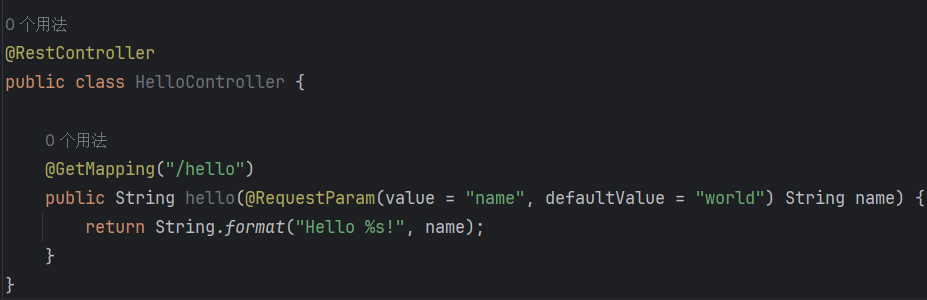 0 个用法
@RestController
public class HelloController {
0 个用法
@GetMapping("/hello")
public String hello(@RequestParam(value = "name", defaultValue = "world") String name) {
return String.format("Hello %s!", name);
}
}